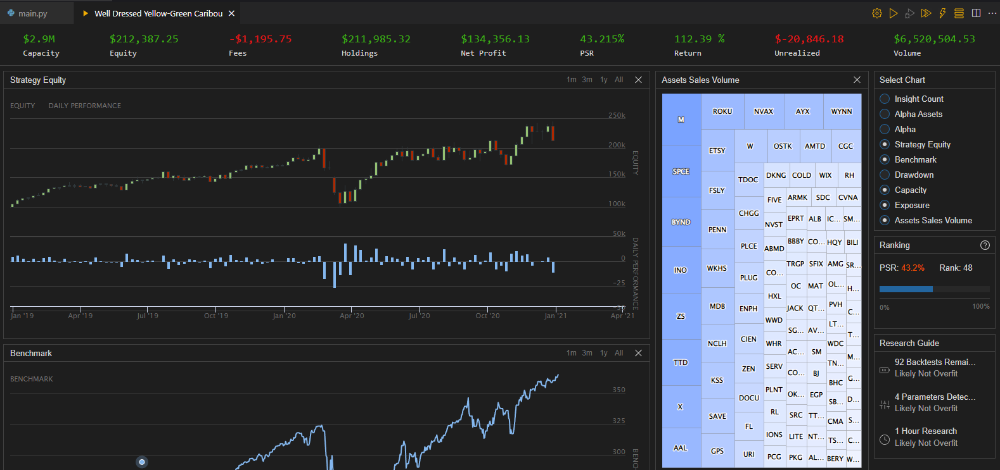 main.py
Well Dressed Yellow-Green Caribou
$2.9M
Capacity
$212,387.25
Equity
-$1,195.75
Fees
$211,985.32
Holdings
$134,356.13
Net Profit
43.215%
PSR
112.39 %
Return
$-20,846.18
Unrealized
$6,520,504.53
Volume
Strategy Equity
1m 3m 1y All
EQUITY DAILY PERFORMANCE
250k
200k
150k
100k
50k
EQUITY
0
-25
-50
DAILY PERFORMANCE
Jan '19 Apr '19 Jul '19 Oct '19 Jan '20 Apr '20 Jul '20 Oct '20 Jan '21 Apr '21
Benchmark
1m 3m 1y All
BENCHMARK
350
325
300
BENCH
Assets Sales Volume
M
SPCE
BYND
INO
ZS
TTD
X
AAL
ROKU NVAX AYX WYNN
ETSY
FSLY
PENN
WKHS
MDB
NCLH
KSS
SAVE
GPS
W OSTK AMTD CGC
TDOC
CHGG
PLCE
PLUG
ENPH
CIEN
ZEN
DOCU
FL
URI
DKNG COLD WIX RH
FIVE
NVST
ABMD
CO...
HXL
WWD
WHR
SERV
PLNT
RL
IONS
PCG
ARMK SDC CVNA
EPRT ALB IC... SM...
BBBY CO... HQY BILI
TRGP SFIX AMG SR...
OC MAT OL... H...
JACK QT... PVH C...
SG... AV... LT... T...
AC... SM WDC M...
CO... BJ TN... G...
OK... EGP BHC D...
SRC TT... SB... S...
LITE NT... CMA C...
PKG AL... TS... W...
BERY
Select Chart
Insight Count
Alpha Assets
Alpha
Strategy Equity
Benchmark
Drawdown
Capacity
Exposure
Assets Sales Volume
Ranking
PSR: 43.2% Rank: 48
0% 100%
Research Guide
92 Backtests Remai...
Likely Not Overfit
4 Parameters Detec...
Likely Not Overfit
1 Hour Research
Likely Not Overfit